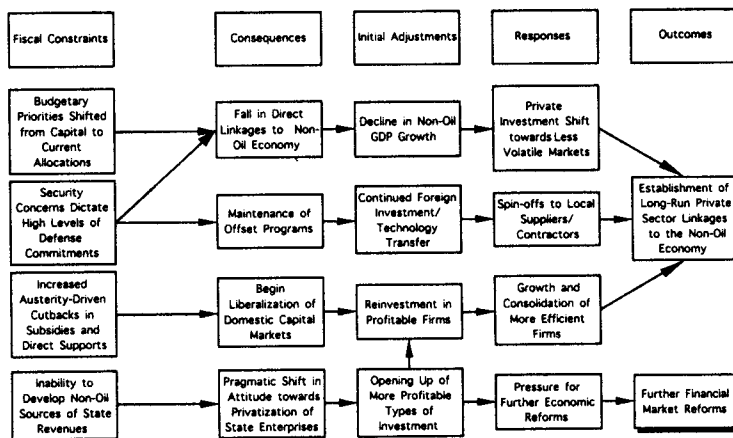 Fiscal Constraints
Consequences
Initial Adjustments
Responses
Outcomes
Budgetary
Priorities Shifted
from Capital to
Current
Allocations
Fall in Direct
Linkages to Non-
Oil Economy
Decline in Non-Oil
GDP Growth
Private
Investment Shift
towards Less
Volatile Markets
Security
Concerns Dictate
High Levels of
Defense
Commitments
Maintenance of
Offset Programs
Continued Foreign
Investment/
Technology
Transfer
Spin-offs to Local
Suppliers/
Contractors
Establishment of
Long-Run Private
Sector Linkages
to the Non-Oil
Economy
Increased
Austerity-Driven
Cutbacks in
Subsidies and
Direct Supports
Begin
Liberalization of
Domestic Capital
Markets
Reinvestment in
Profitable Firms
Growth and
Consolidation of
More Efficient
Firms
Inability to
Develop Non-Oil
Sources of State
Revenues
Pragmatic Shift in
Attitude towards
Privatization of
State Enterprises
Opening Up of
More Profitable
Types of
Investment
Pressure for
Further Economic
Reforms
Further Financial
Market Reforms